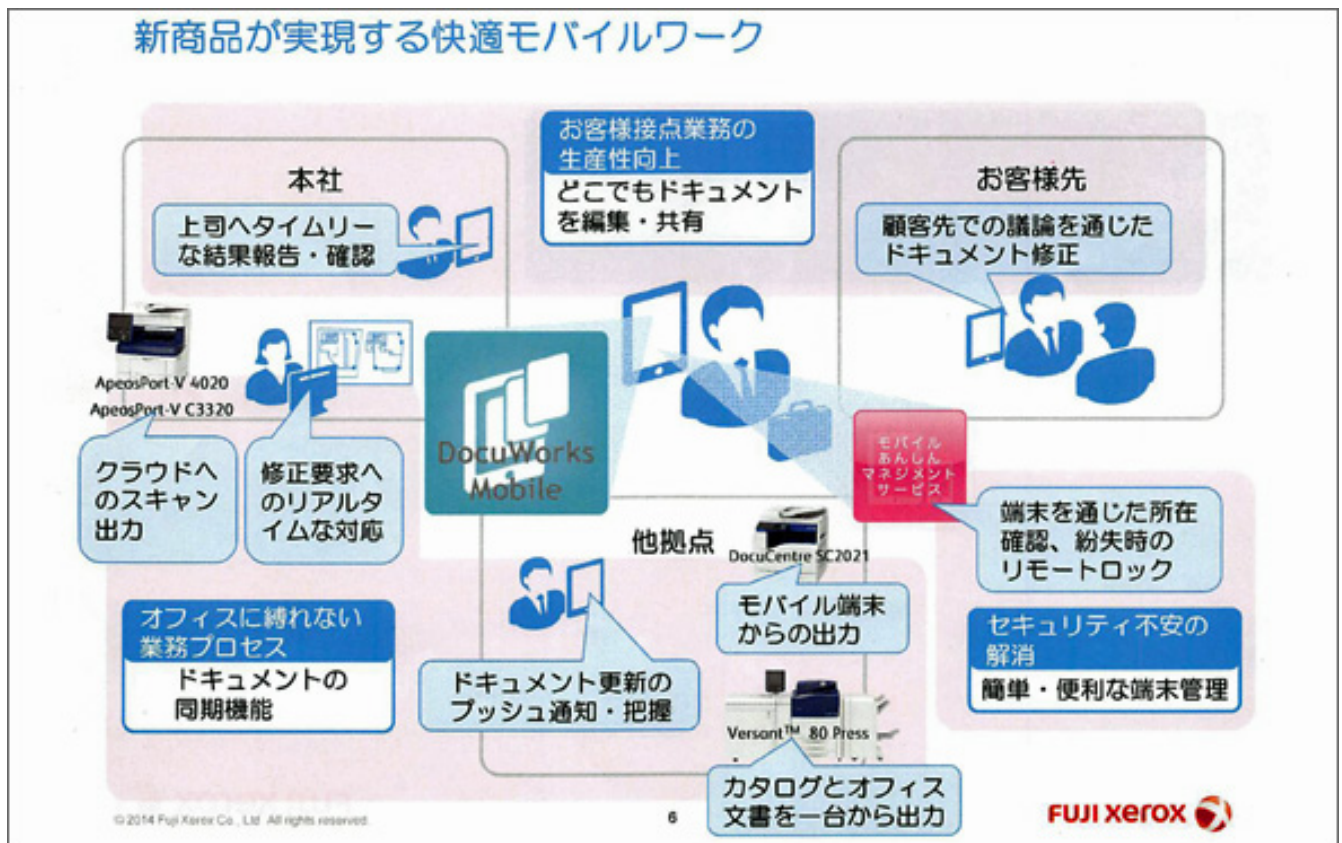 新商品が実現する快適モバイルワーク
お客様接点業務の
生産性向上
どこでもドキュメント
を編集・共有
本社
上司へタイムリー
な結果報告・確認
お客様先
顧客先での議論を通じた
ドキュメント修正
ApeosPort-V 4020
ApeosPort-V C3320
クラウドへ
のスキャン
出力
修正要求へ
のリアルタ
イムな対応
DocuWorks
Mobile
モバイル
あんしん
マネジメント
サービス
端末を通じた所在
確認、紛失時の
リモートロック
他拠点
DocuCentre SC2021
モバイル端末
からの出力
オフィスに縛れない
業務プロセス
ドキュメントの
同期機能
ドキュメント更新の
プッシュ通知・把握
セキュリティ不安の
解消
簡単・便利な端末管理
Versant™ 80 Press
カタログとオフィス
文書を一台から出力
© 2014 Fuji Xerox Co., Ltd. All rights reserved.
6
FUJI xerox